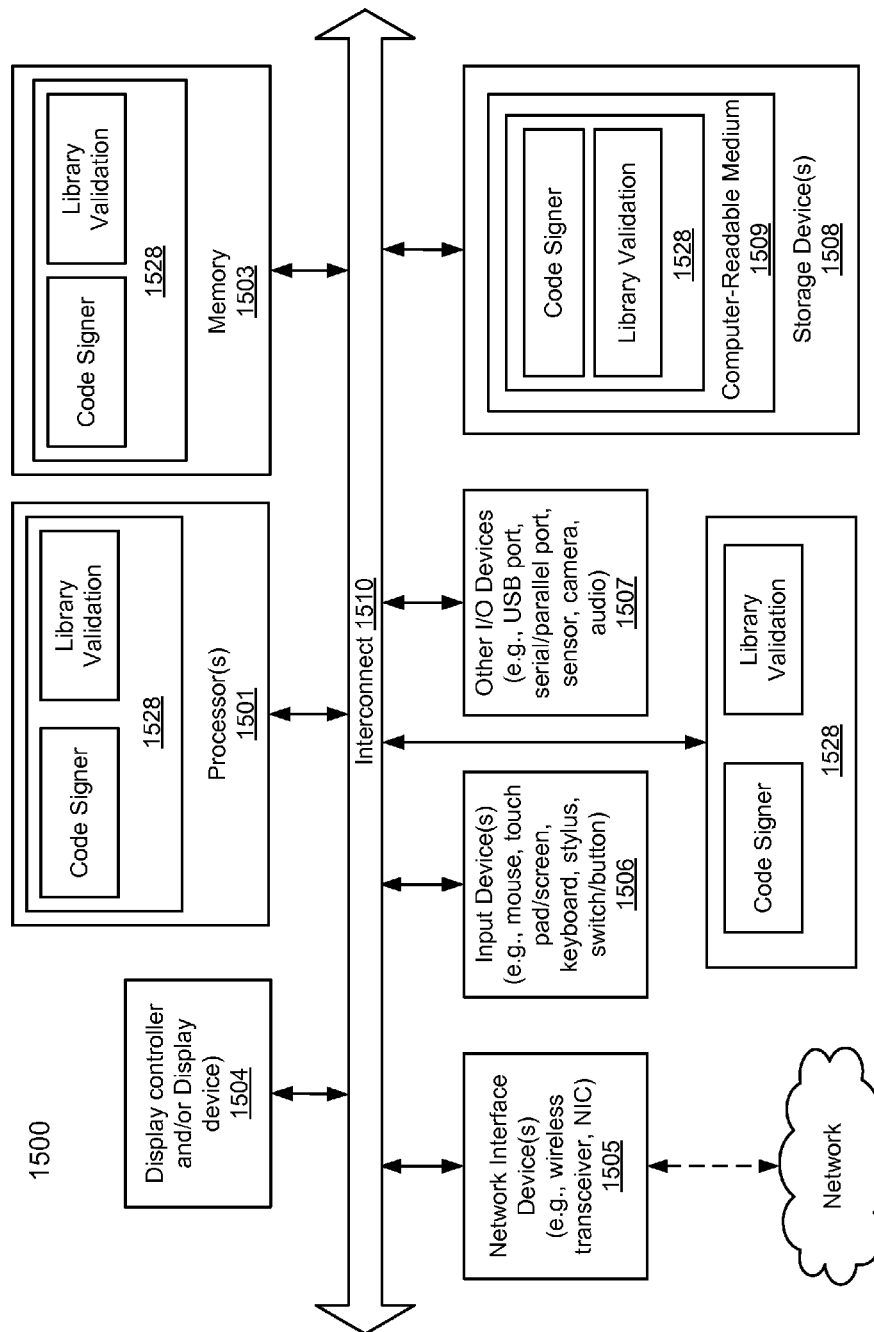 1500
Display controller
and/or Display
device)
1504
Code Signer
Library
Validation
1528
Processor(s)
1501
Code Signer
Library
Validation
1528
Memory
1503
Interconnect 1510
Network Interface
Device(s)
(e.g., wireless
transceiver, NIC)
1505
Input Device(s)
(e.g., mouse, touch
pad/screen,
keyboard, stylus,
switch/button)
1506
Other I/O Devices
(e.g., USB port,
serial/parallel port,
sensor, camera,
audio)
1507
Code Signer
Library Validation
1528
Computer-Readable Medium
1509
Storage Device(s)
1508
Network
Code Signer
Library
Validation
1528